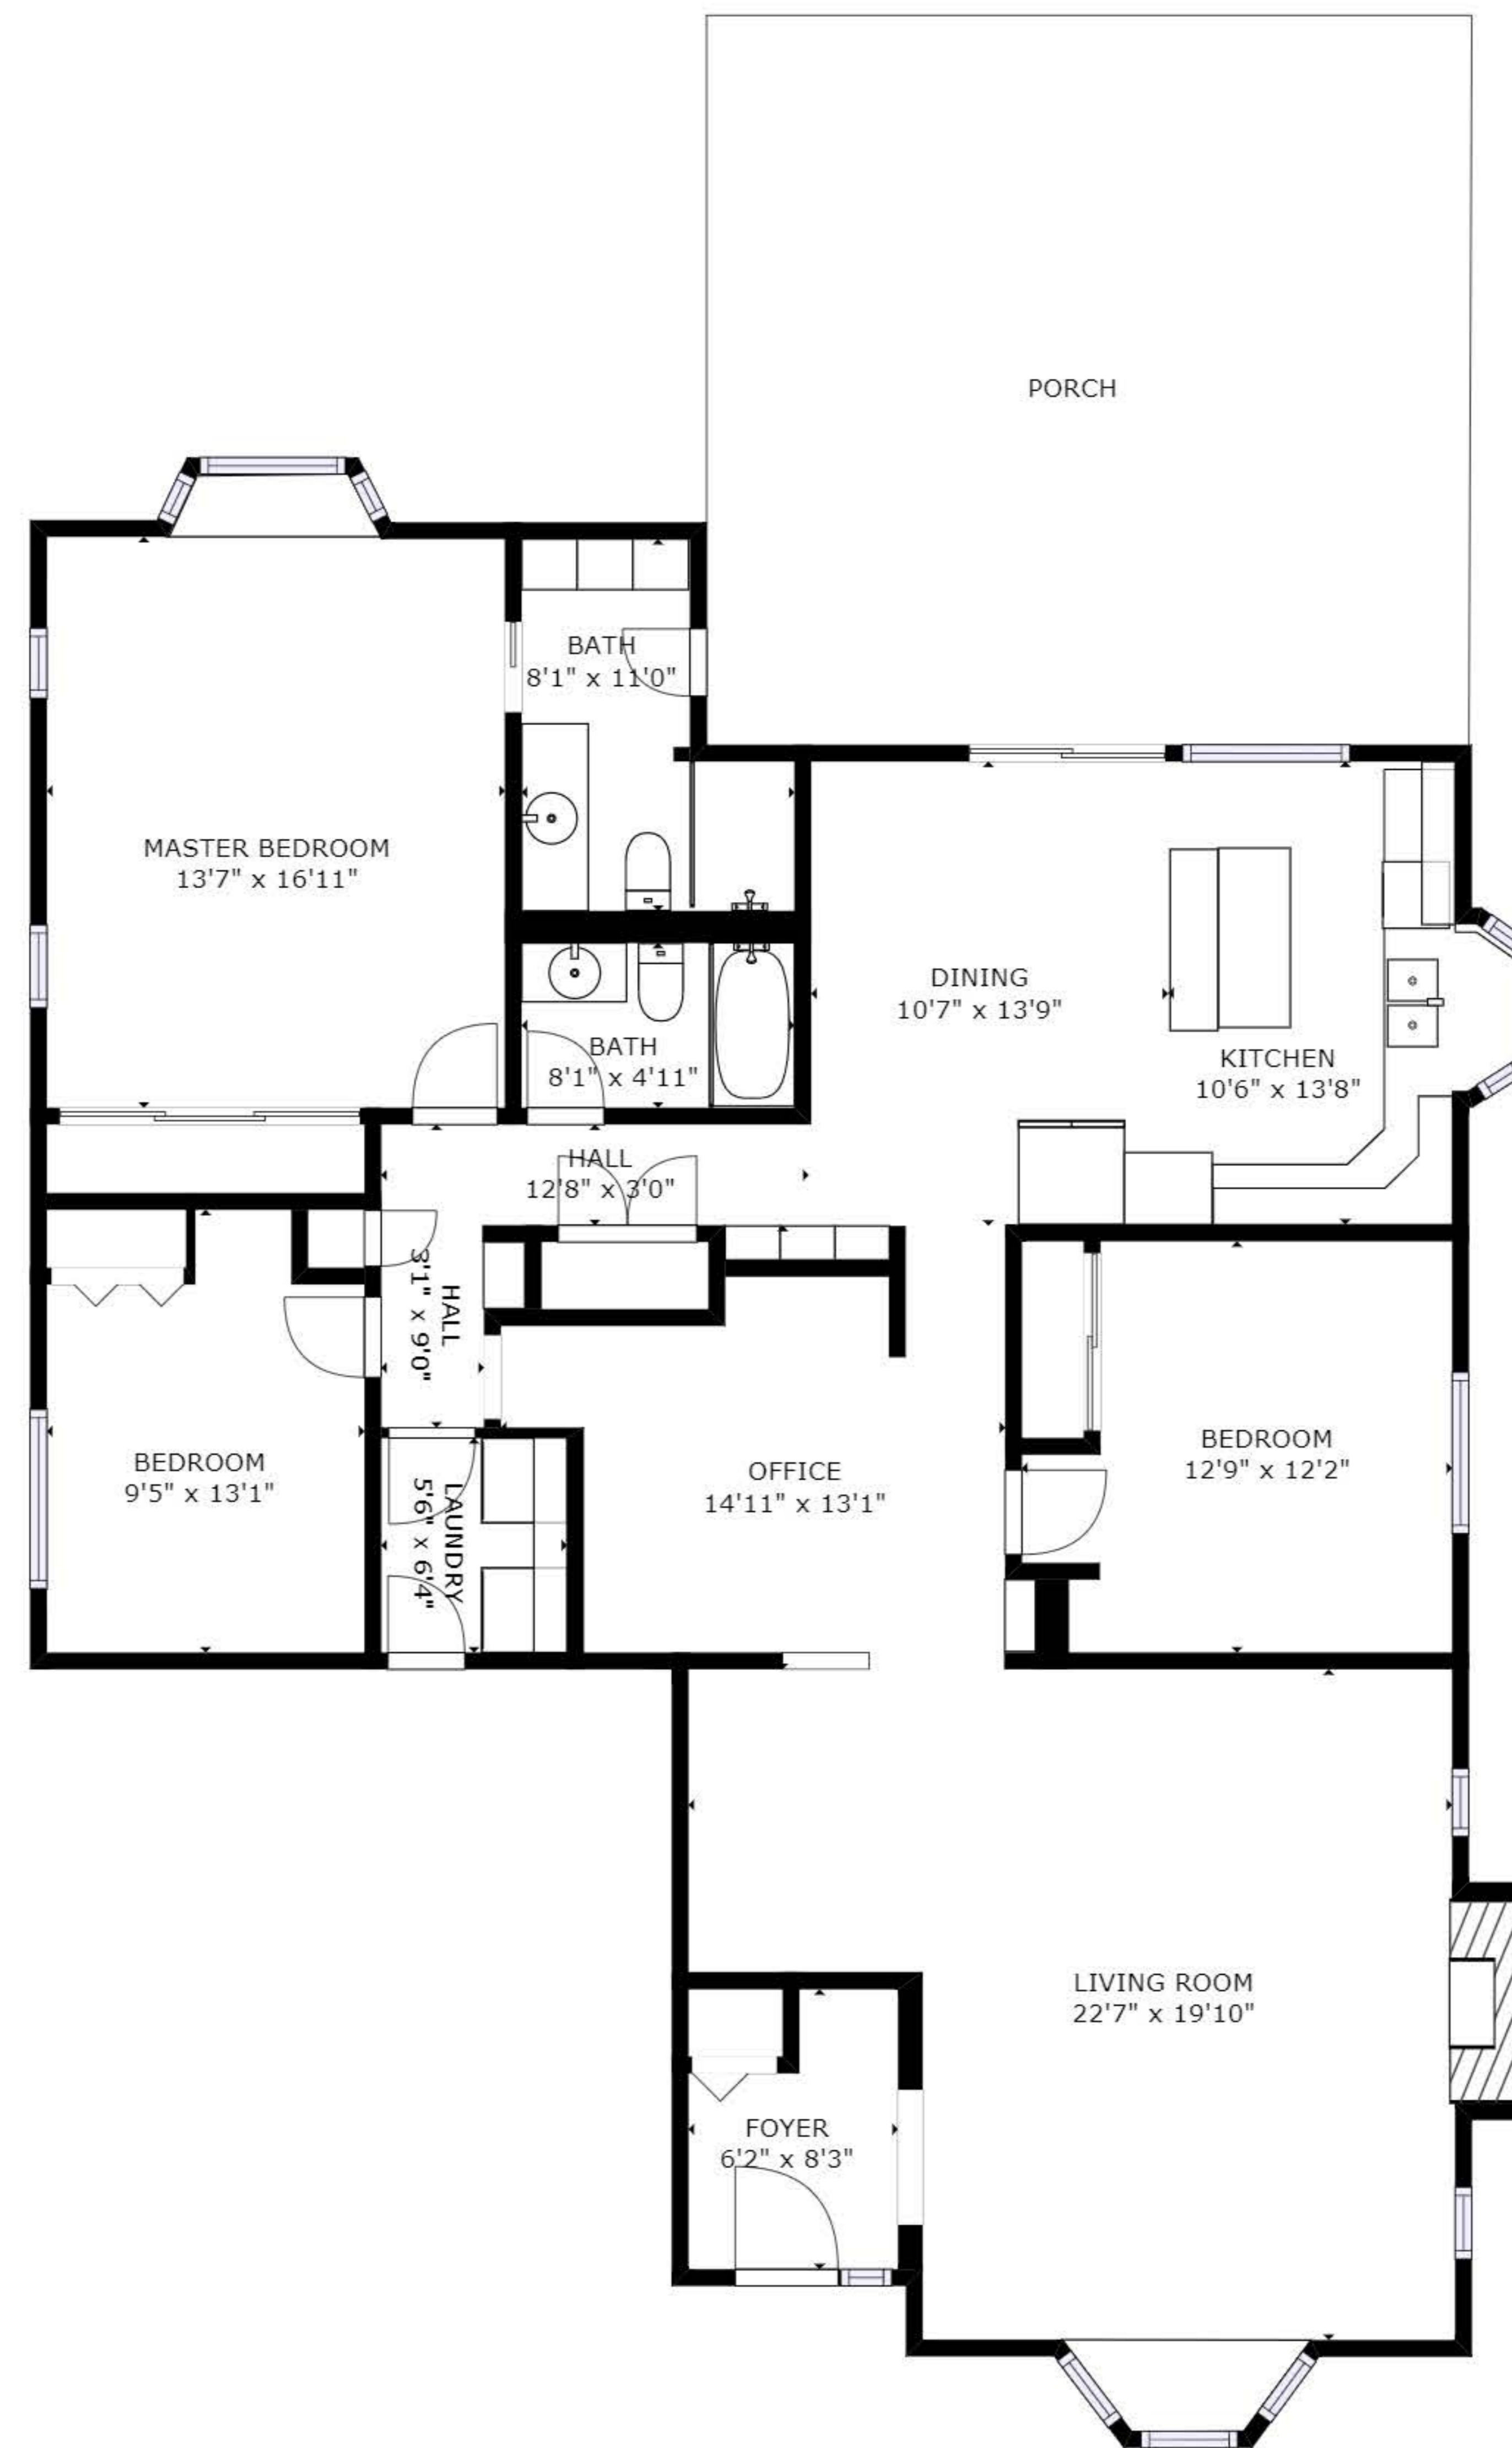 PORCH
BATH
8'1" x 11'0"
MASTER BEDROOM
13'7" x 16'11"
DINING
10'7" x 13'9"
BATH
8'1" x 4'11"
KITCHEN
10'6" x 13'8"
HALL
12'8" x 3'0"
HALL
3'1" x 9'0"
BEDROOM
9'5" x 13'1"
LAUNDRY
5'6" x 6'4"
OFFICE
14'11" x 13'1"
BEDROOM
12'9" x 12'2"
LIVING ROOM
22'7" x 19'10"
FOYER
6'2" x 8'3"